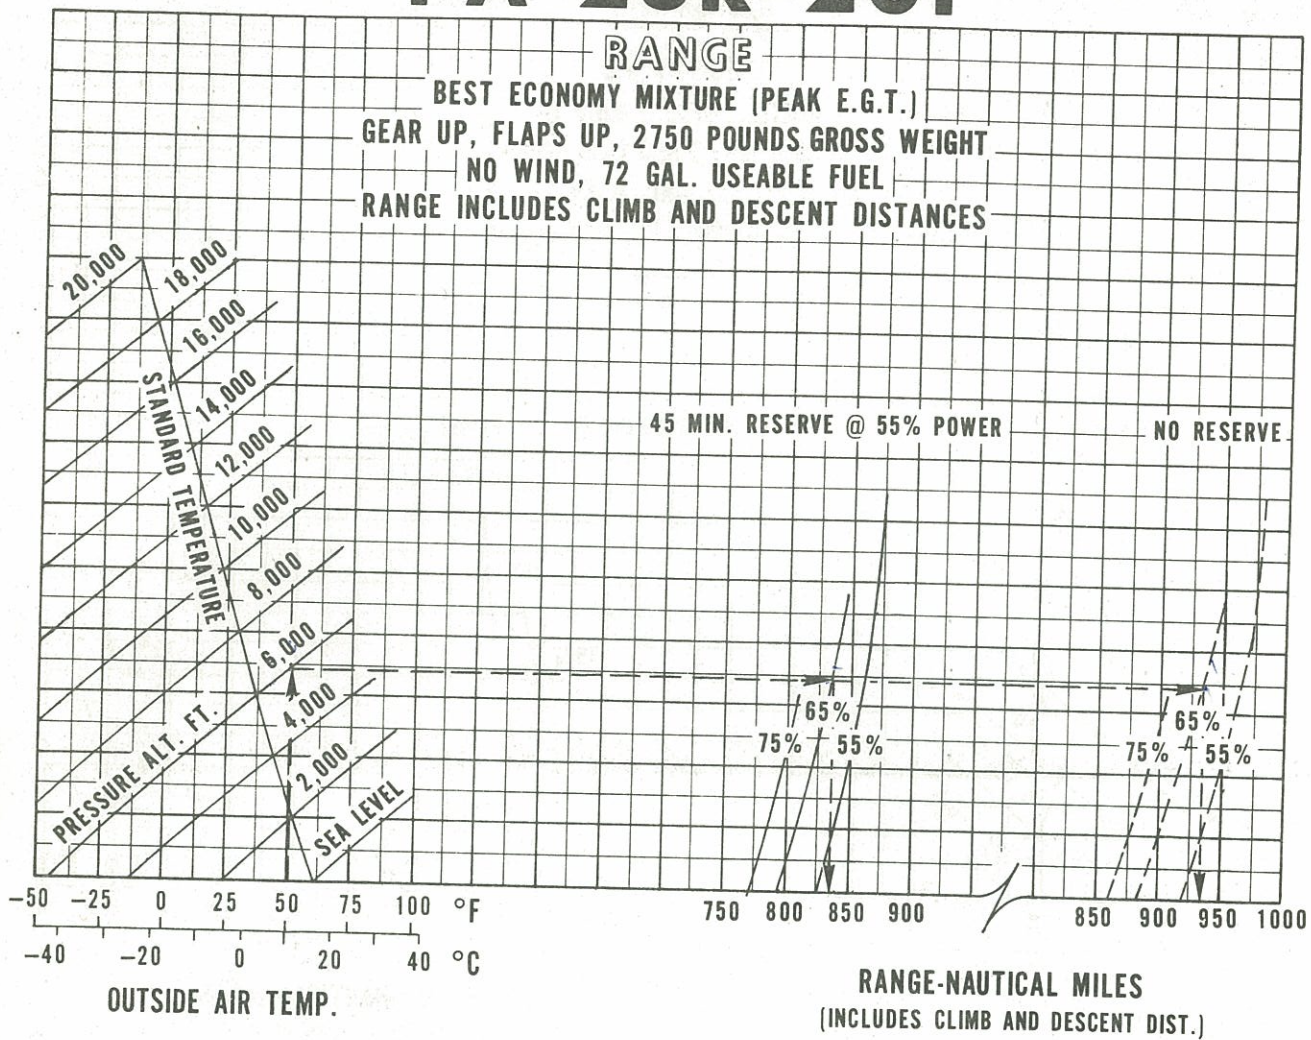 RANGE
BEST ECONOMY MIXTURE (PEAK E.G.T.)
GEAR UP, FLAPS UP, 2750 POUNDS GROSS WEIGHT
NO WIND, 72 GAL. USEABLE FUEL
RANGE INCLUDES CLIMB AND DESCENT DISTANCES
20,000
18,000
16,000
14,000
12,000
10,000
8,000
6,000
4,000
2,000
SEA LEVEL
STANDARD TEMPERATURE
PRESSURE ALT. FT.
45 MIN. RESERVE @ 55% POWER
NO RESERVE
65%
75% 55%
65%
75% 55%
-50 -25 0 25 50 75 100 °F
-40 -20 0 20 40 °C
OUTSIDE AIR TEMP.
750 800 850 900
850 900 950 1000
RANGE-NAUTICAL MILES
(INCLUDES CLIMB AND DESCENT DIST.)